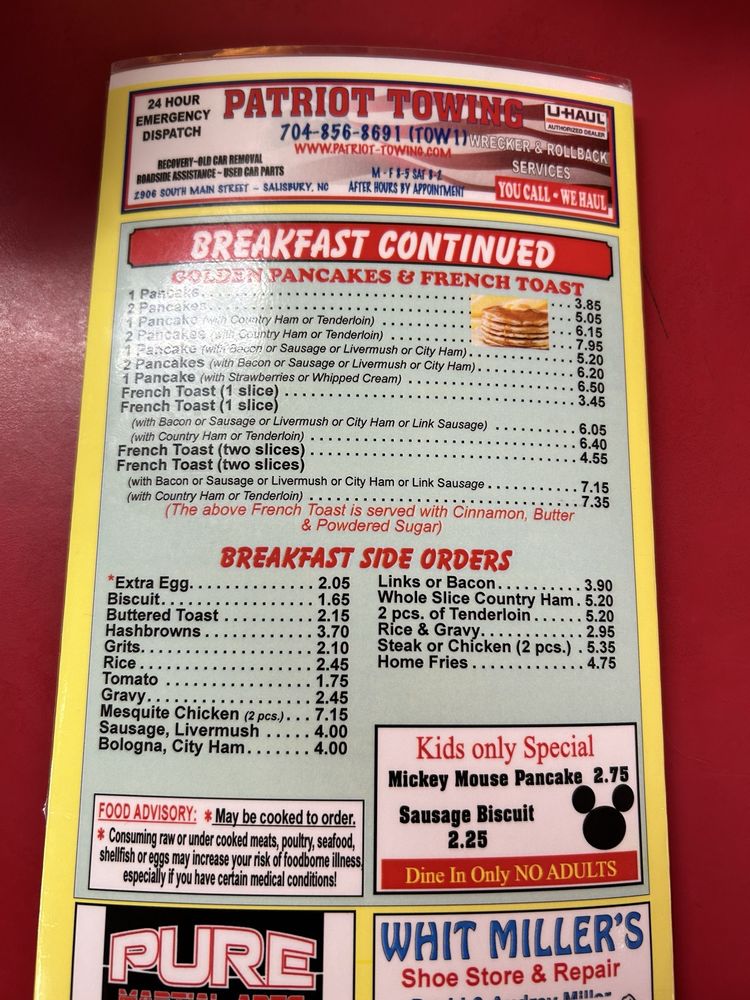 24 HOUR
EMERGENCY
DISPATCH
PATRIOT TOWING
U-HAUL
AUTHORIZED DEALER
704-856-8691 (TOW1)
WWW.PATRIOT-TOWING.COM
WRECKER & ROLLBACK
SERVICES
RECOVERY-OLD CAR REMOVAL
ROADSIDE ASSISTANCE ~ USED CAR PARTS
2906 SOUTH MAIN STREET ~ SALISBURY, NC
M - F 8-5 SAT 8-2
AFTER HOURS BY APPOINTMENT
YOU CALL - WE HAUL
BREAKFAST CONTINUED
GOLDEN PANCAKES & FRENCH TOAST
1 Pancake. 3.85
2 Pancakes. 5.05
1 Pancake (with Country Ham or Tenderloin) 6.15
2 Pancakes (with Country Ham or Tenderloin) 7.95
1 Pancake (with Bacon or Sausage or Livermush or City Ham) 5.20
2 Pancakes (with Bacon or Sausage or Livermush or City Ham) 6.20
1 Pancake (with Strawberries or Whipped Cream) 6.50
French Toast (1 slice) 3.45
French Toast (1 slice)
(with Bacon or Sausage or Livermush or City Ham or Link Sausage) 6.05
(with Country Ham or Tenderloin) 6.40
French Toast (two slices) 4.55
French Toast (two slices)
(with Bacon or Sausage or Livermush or City Ham or Link Sausage 7.15
(with Country Ham or Tenderloin) 7.35
(The above French Toast is served with Cinnamon, Butter
& Powdered Sugar)
BREAKFAST SIDE ORDERS
*Extra Egg. 2.05
Biscuit. 1.65
Buttered Toast 2.15
Hashbrowns 3.70
Grits. 2.10
Rice 2.45
Tomato 1.75
Gravy. 2.45
Mesquite Chicken (2 pcs.) 7.15
Sausage, Livermush 4.00
Bologna, City Ham 4.00
Links or Bacon 3.90
Whole Slice Country Ham. 5.20
2 pcs. of Tenderloin 5.20
Rice & Gravy. 2.95
Steak or Chicken (2 pcs.) 5.35
Home Fries 4.75
Kids only Special
Mickey Mouse Pancake 2.75
Sausage Biscuit
2.25
Dine In Only NO ADULTS
FOOD ADVISORY: * May be cooked to order.
* Consuming raw or under cooked meats, poultry, seafood,
shellfish or eggs may increase your risk of foodborne illness,
especially if you have certain medical conditions!
PURE
MARTIAL ARTS
WHIT MILLER'S
Shoe Store & Repair